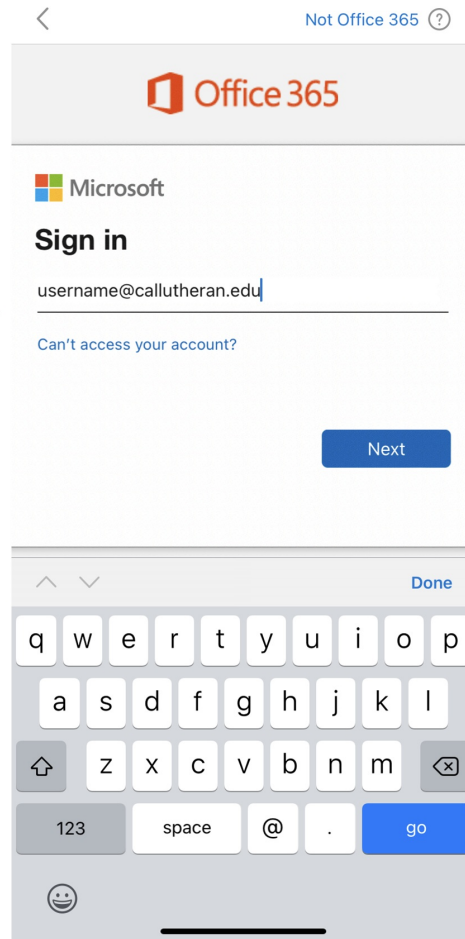 Not Office 365 ?
Office 365
Microsoft
Sign in
username@callutheran.edu
Can't access your account?
Next
Done
q w e r t y u i o p
a s d f g h j k l
z x c v b n m
123 space @ . go